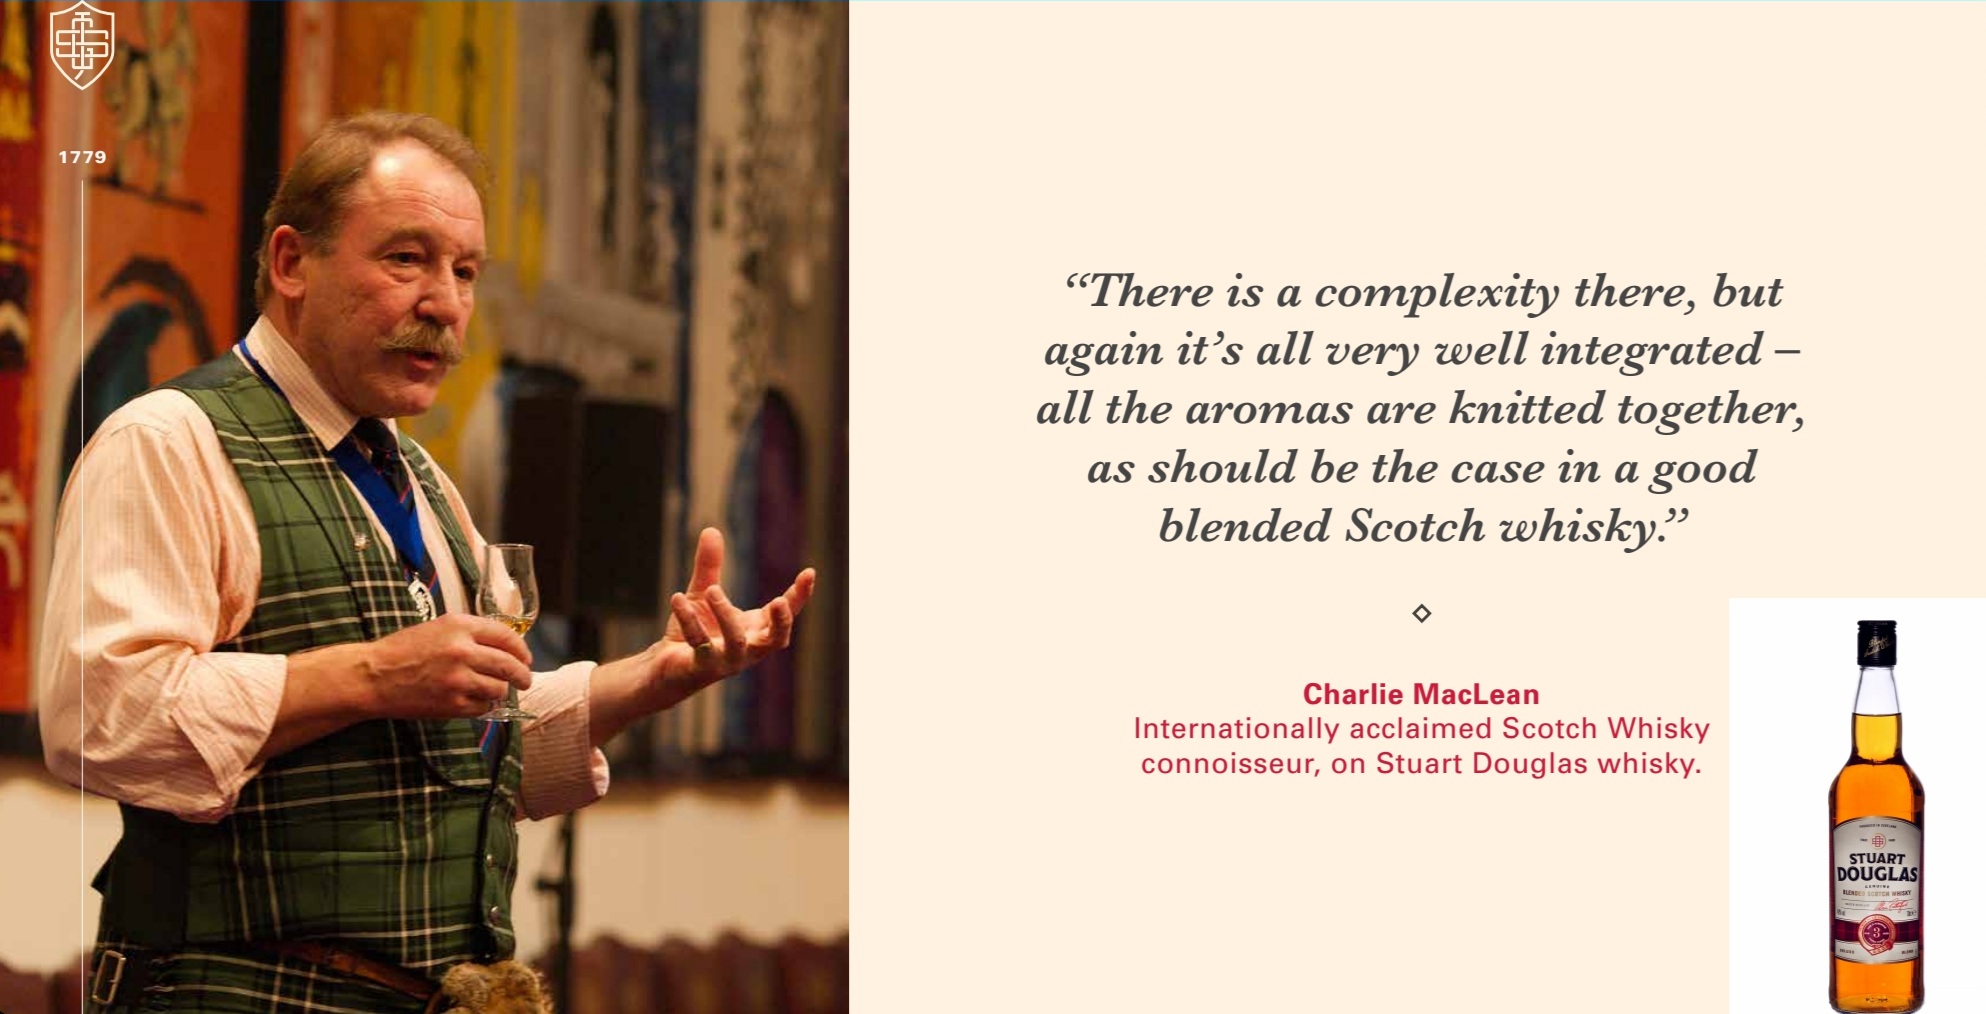 1779
“There is a complexity there, but
again it’s all very well integrated –
all the aromas are knitted together,
as should be the case in a good
blended Scotch whisky.”
Charlie MacLean
Internationally acclaimed Scotch Whisky
connoisseur, on Stuart Douglas whisky.
STUART
DOUGLAS
GENUINE
BLENDED SCOTCH WHISKY
3